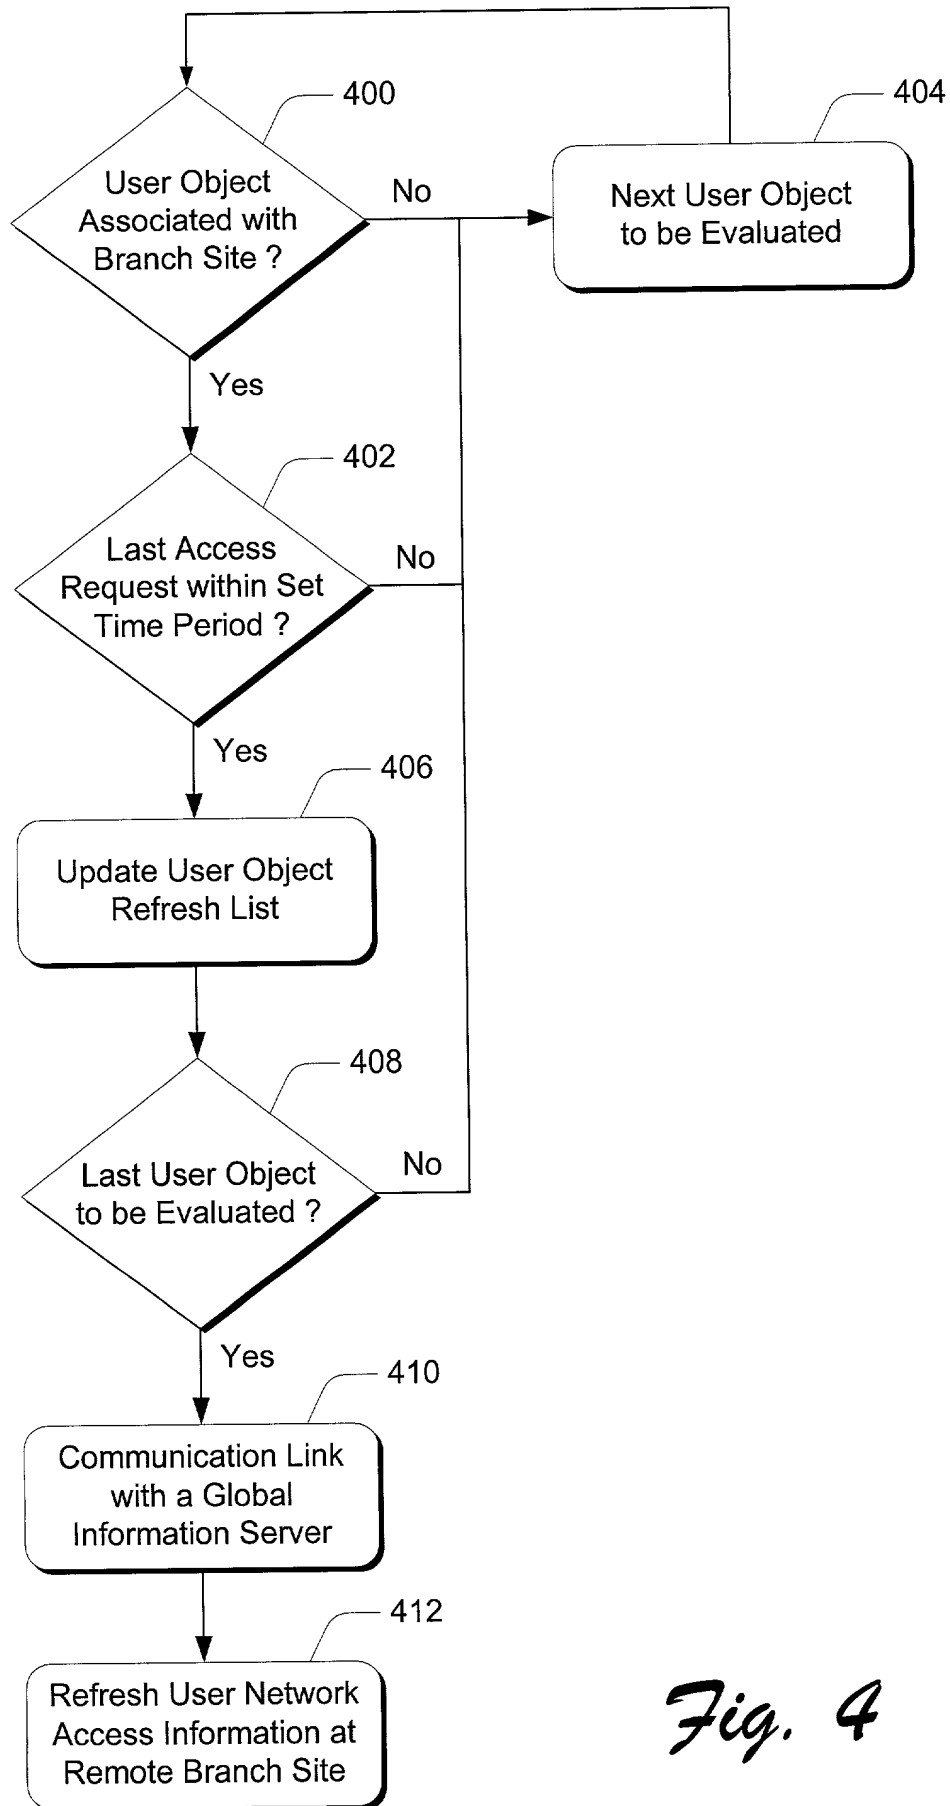 400
404
User Object
Associated with
Branch Site ?
No
Next User Object
to be Evaluated
Yes
402
Last Access
Request within Set
Time Period ?
No
Yes
406
Update User Object
Refresh List
408
Last User Object
to be Evaluated ?
No
Yes
410
Communication Link
with a Global
Information Server
412
Refresh User Network
Access Information at
Remote Branch Site
Fig. 4